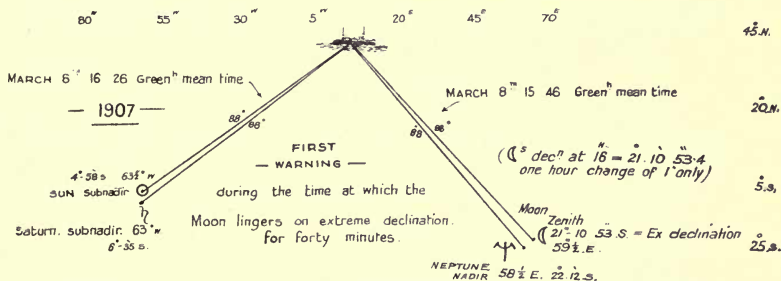 80° W 55 W 30 W 5 W 20 E 45 E 70 E
45 N.
MARCH 6TH 16 26 Greenh mean time
— 1907 —
MARCH 8TH 15 46 Greenh mean time
20 N.
88° 88°
88° 88°
FIRST
— WARNING —
during the time at which the
Moon lingers on extreme declination.
for forty minutes.
(☾s decn at 16 = 21° 10' 53".4 N
one hour change of 1" only)
4°·58 S 63½° W
SUN Subnadir
Saturn. subnadir. 63° W
6°·35 S.
5 S,
Moon
Zenith
☾ 21°·10 53 S. = Ex declination
59½ E.
25 S.
NEPTUNE
NADIR 58½ E. 22°.12 S.